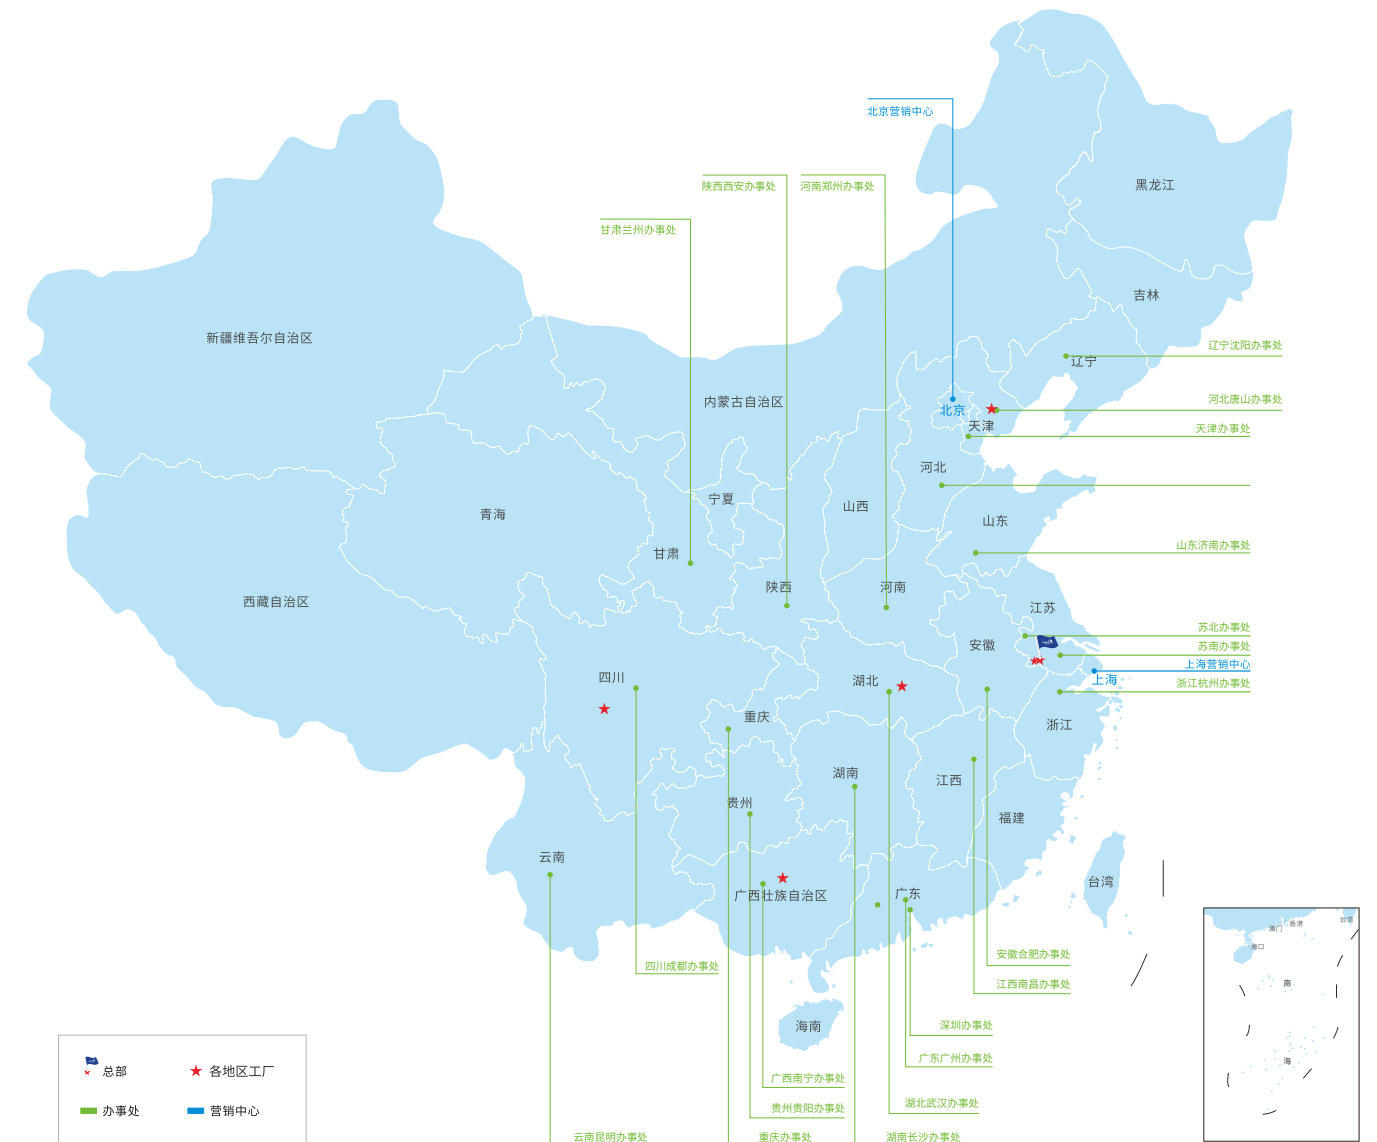 北京营销中心
黑龙江
陕西西安办事处
河南郑州办事处
甘肃兰州办事处
吉林
新疆维吾尔自治区
辽宁沈阳办事处
辽宁
内蒙古自治区
河北唐山办事处
北京
天津
天津办事处
河北
宁夏
山西
青海
山东
山东济南办事处
甘肃
陕西
河南
西藏自治区
江苏
苏北办事处
安徽
苏南办事处
上海营销中心
四川
湖北
上海
浙江杭州办事处
重庆
浙江
湖南
江西
贵州
福建
云南
台湾
广西壮族自治区
广东
台湾
香港
澳门
海口
安徽合肥办事处
四川成都办事处
江西南昌办事处
南
海南
深圳办事处
广东广州办事处
海
总部
各地区工厂
广西南宁办事处
湖北武汉办事处
贵州贵阳办事处
办事处
营销中心
云南昆明办事处
重庆办事处
湖南长沙办事处